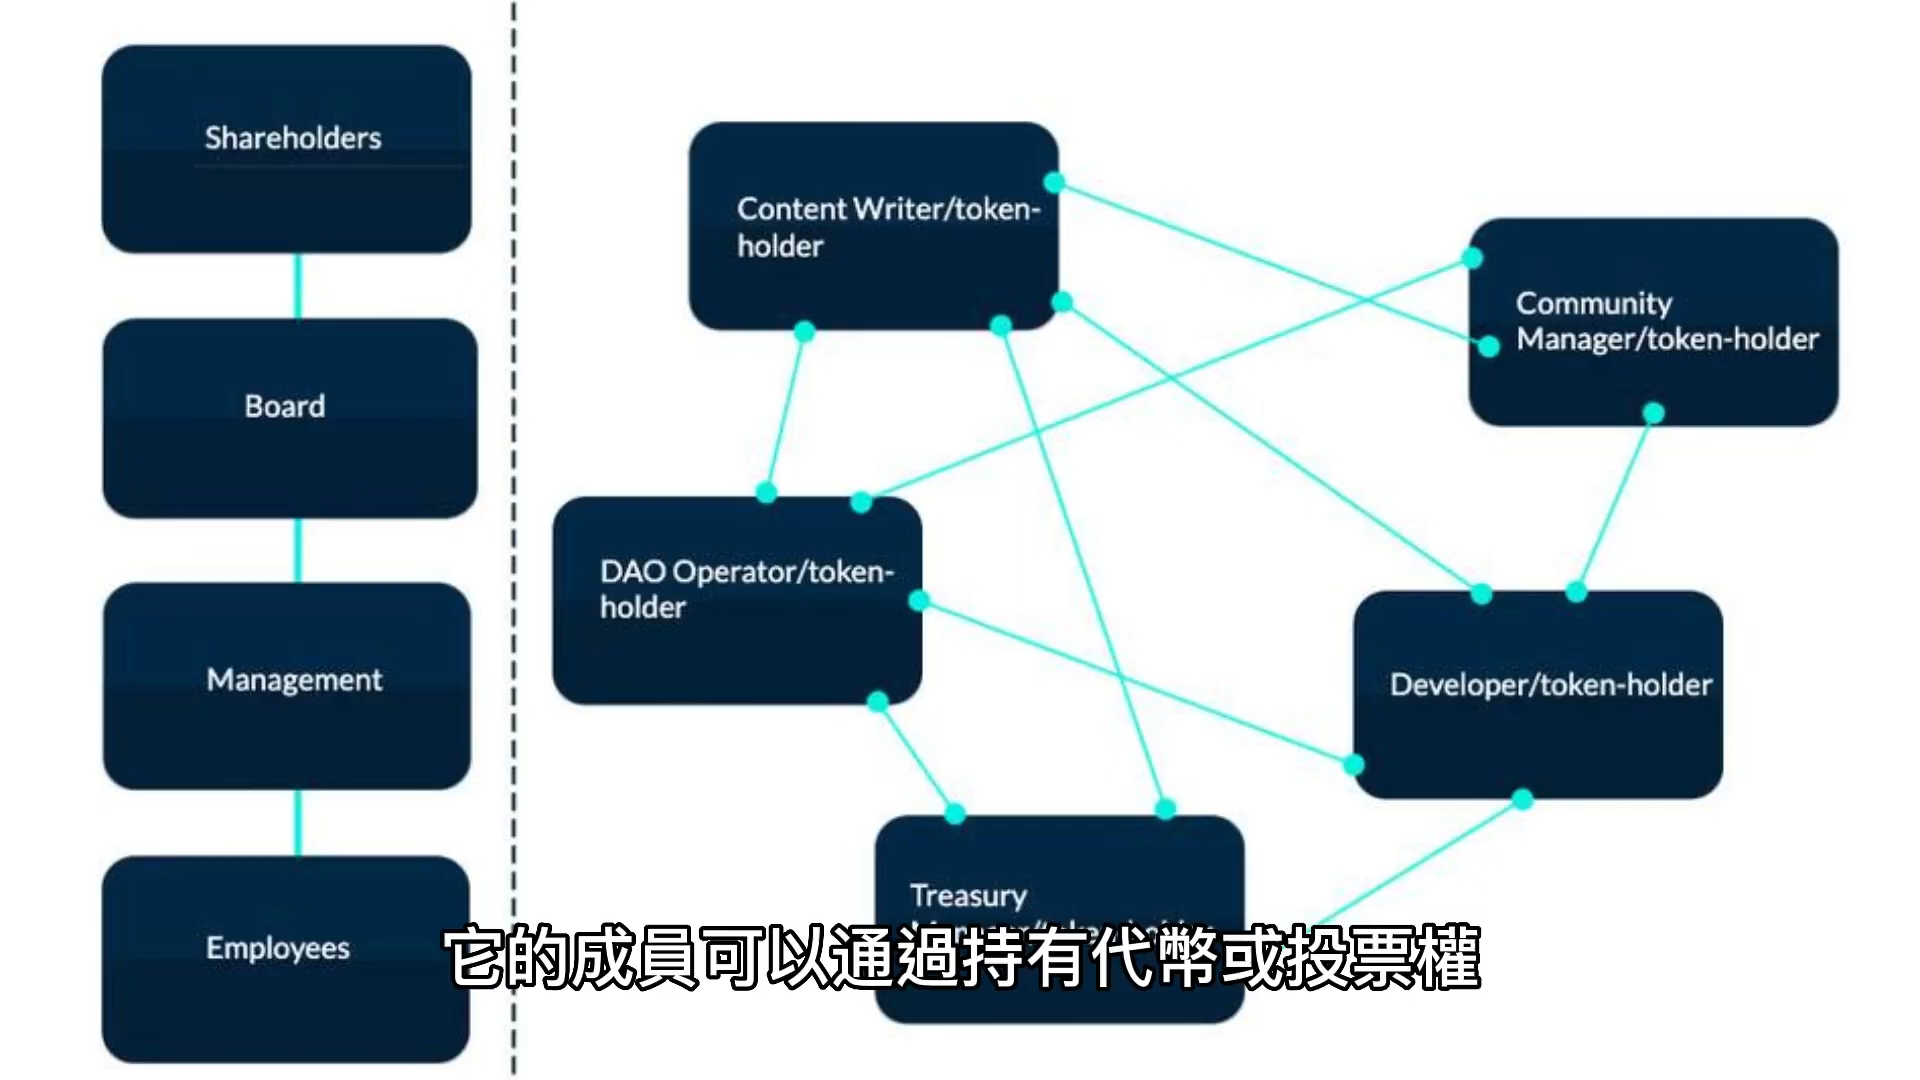 Shareholders
Board
Management
Employees
Content Writer/token-
holder
Community
Manager/token-holder
DAO Operator/token-
holder
Developer/token-holder
Treasury
它的成員可以通過持有代幣或投票權